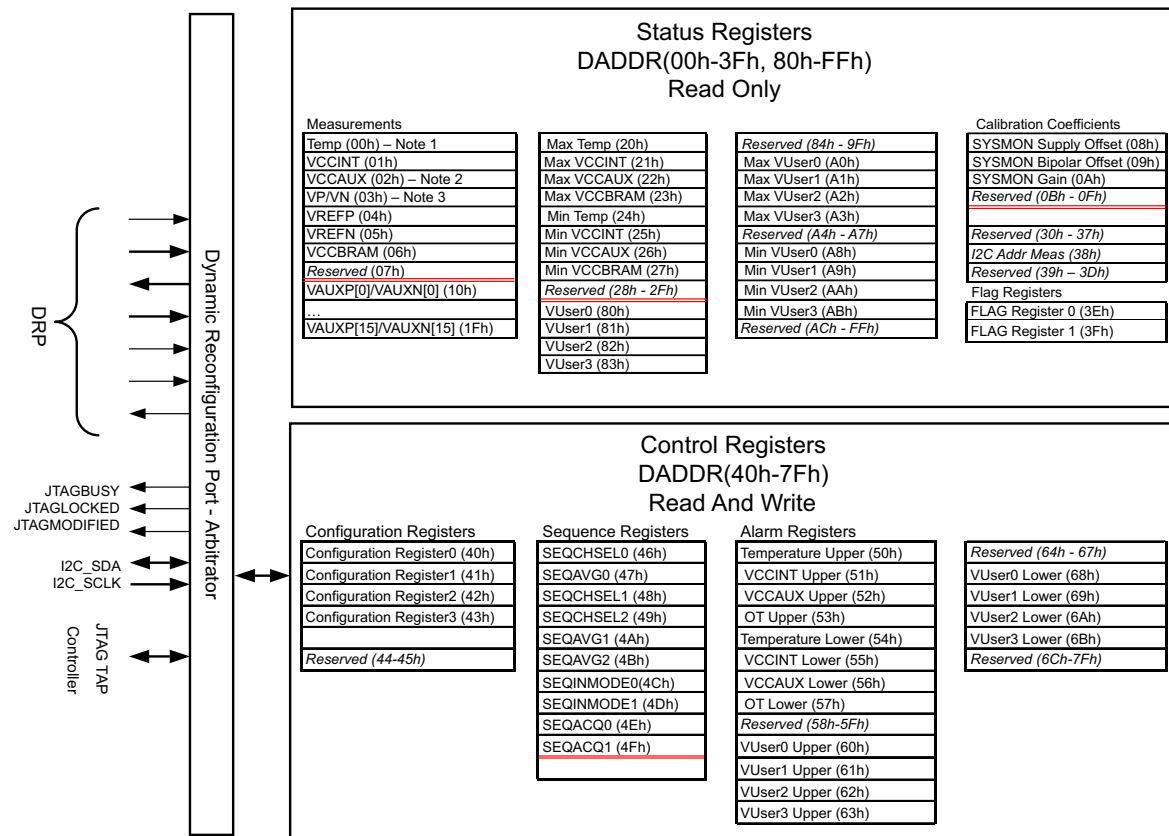 Status Registers
DADDR(00h-3Fh, 80h-FFh)
Read Only
Measurements
Temp (00h) – Note 1
VCCINT (01h)
VCCAUX (02h) – Note 2
VP/VN (03h) – Note 3
VREFP (04h)
VREFN (05h)
VCCBRAM (06h)
Reserved (07h)
VAUXP[0]/VAUXN[0] (10h)
…
VAUXP[15]/VAUXN[15] (1Fh)
Max Temp (20h)
Max VCCINT (21h)
Max VCCAUX (22h)
Max VCCBRAM (23h)
Min Temp (24h)
Min VCCINT (25h)
Min VCCAUX (26h)
Min VCCBRAM (27h)
Reserved (28h - 2Fh)
VUser0 (80h)
VUser1 (81h)
VUser2 (82h)
VUser3 (83h)
Reserved (84h - 9Fh)
Max VUser0 (A0h)
Max VUser1 (A1h)
Max VUser2 (A2h)
Max VUser3 (A3h)
Reserved (A4h - A7h)
Min VUser0 (A8h)
Min VUser1 (A9h)
Min VUser2 (AAh)
Min VUser3 (ABh)
Reserved (ACh - FFh)
Calibration Coefficients
SYSMON Supply Offset (08h)
SYSMON Bipolar Offset (09h)
SYSMON Gain (0Ah)
Reserved (0Bh - 0Fh)
Reserved (30h - 37h)
I2C Addr Meas (38h)
Reserved (39h – 3Dh)
Flag Registers
FLAG Register 0 (3Eh)
FLAG Register 1 (3Fh)
DRP
Dynamic Reconfiguration Port - Arbitrator
JTAGBUSY
JTAGLOCKED
JTAGMODIFIED
I2C_SDA
I2C_SCLK
JTAG TAP
Controller
Control Registers
DADDR(40h-7Fh)
Read And Write
Configuration Registers
Configuration Register0 (40h)
Configuration Register1 (41h)
Configuration Register2 (42h)
Configuration Register3 (43h)
Reserved (44-45h)
Sequence Registers
SEQCHSEL0 (46h)
SEQAVG0 (47h)
SEQCHSEL1 (48h)
SEQCHSEL2 (49h)
SEQAVG1 (4Ah)
SEQAVG2 (4Bh)
SEQINMODE0(4Ch)
SEQINMODE1 (4Dh)
SEQACQ0 (4Eh)
SEQACQ1 (4Fh)
Alarm Registers
Temperature Upper (50h)
VCCINT Upper (51h)
VCCAUX Upper (52h)
OT Upper (53h)
Temperature Lower (54h)
VCCINT Lower (55h)
VCCAUX Lower (56h)
OT Lower (57h)
Reserved (58h-5Fh)
VUser0 Upper (60h)
VUser1 Upper (61h)
VUser2 Upper (62h)
VUser3 Upper (63h)
Reserved (64h - 67h)
VUser0 Lower (68h)
VUser1 Lower (69h)
VUser2 Lower (6Ah)
VUser3 Lower (6Bh)
Reserved (6Ch-7Fh)